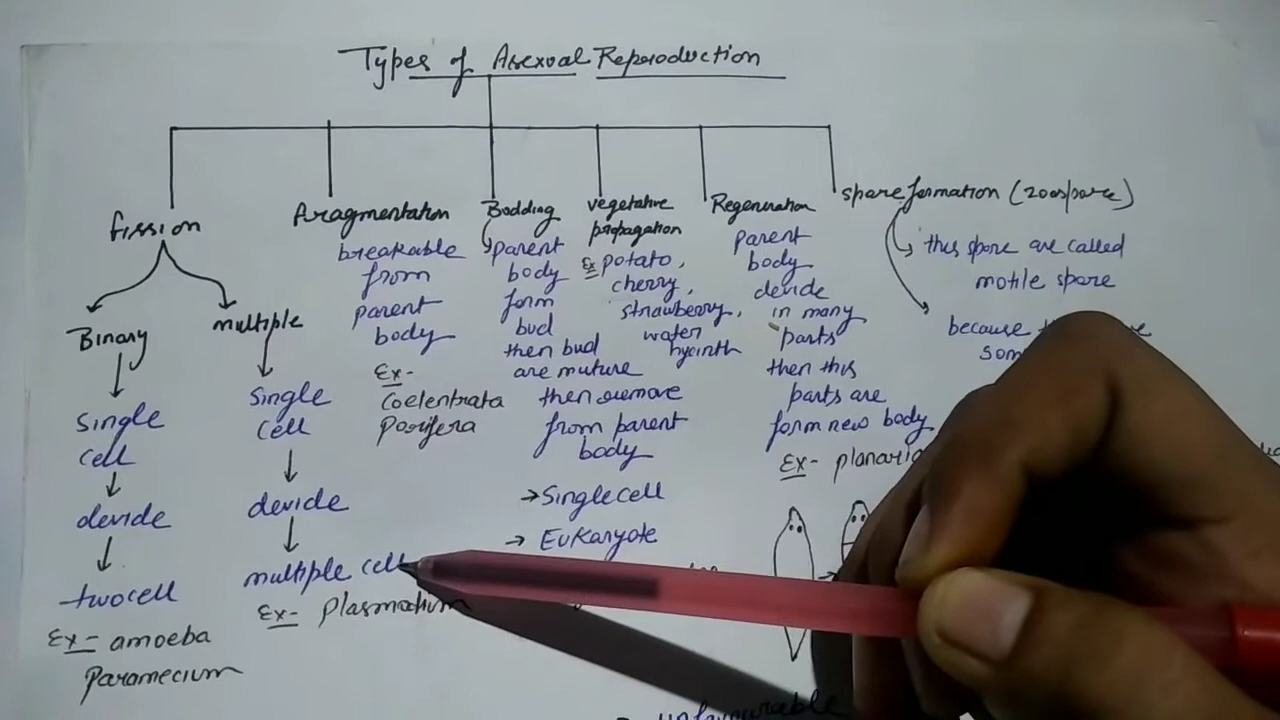 Types of Asexual Reproduction
fission
Binary
Single
cell
devide
twocell
Ex- amoeba
Paramecium
multiple
Single
cell
devide
multiple cell
Ex- Plasmodium
Fragmentation
breakable
from
parent
body
Ex-
Coelentrata
Porifera
Budding
parent
body
form
bud
then bud
are muture
then remove
from parent
body
→ Single cell
→ Eukaryote
vegetative
propagation
Ex potato,
cherry,
strawberry,
water
hycinth
Regeneration
parent
body
devide
in many
parts
then this
parts are
form new body
Ex- planaria
spore formation (zoospore)
this spore are called
motile spore
because
som
unfavourable